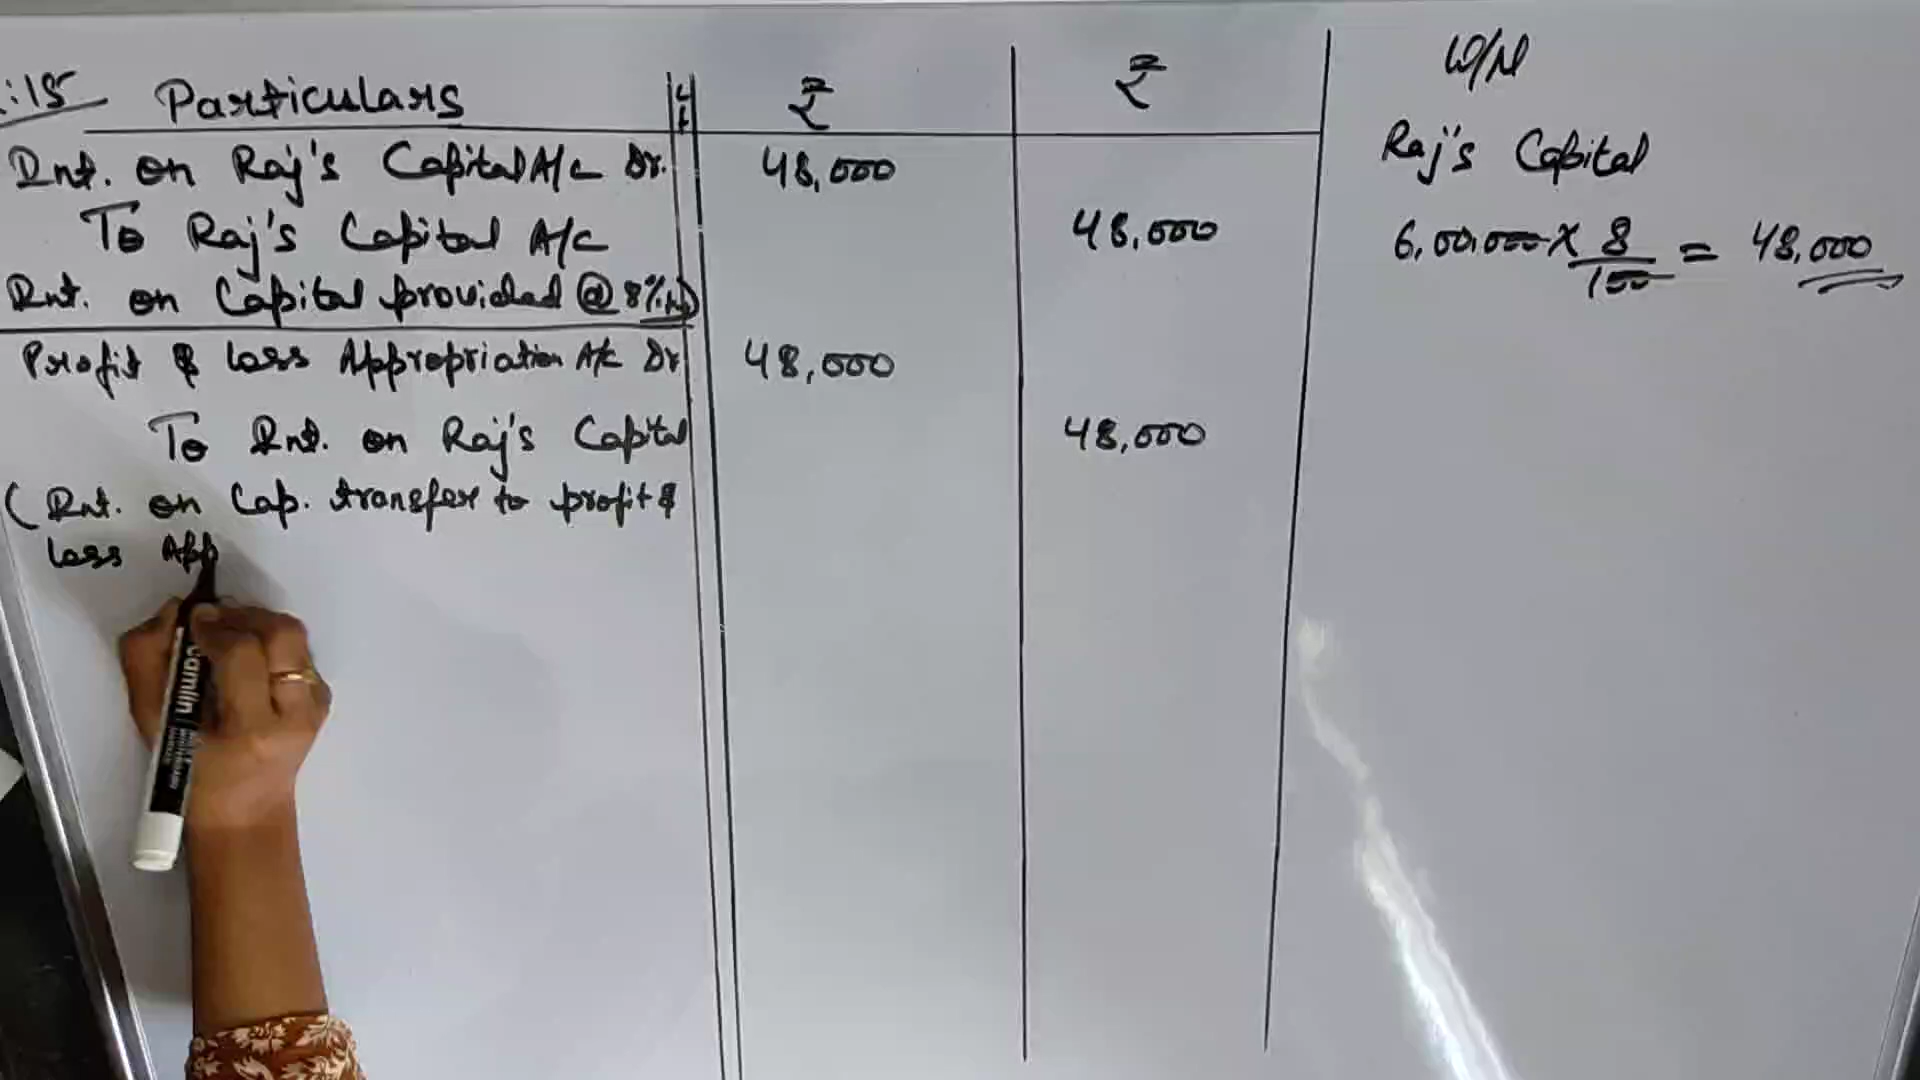 :15 Particulars L.F ₹ ₹
Int. on Raj's Capital A/c Dr. 48,000
To Raj's Capital A/c 48,000
Int. on Capital provided @ 8%
Profit & loss Appropriation A/c Dr 48,000
To Int. on Raj's Capital 48,000
( Int. on Cap. transfer to profit &
loss App
W/N
Raj's Capital
6,00,000 x 8/100 = 48,000
camlin